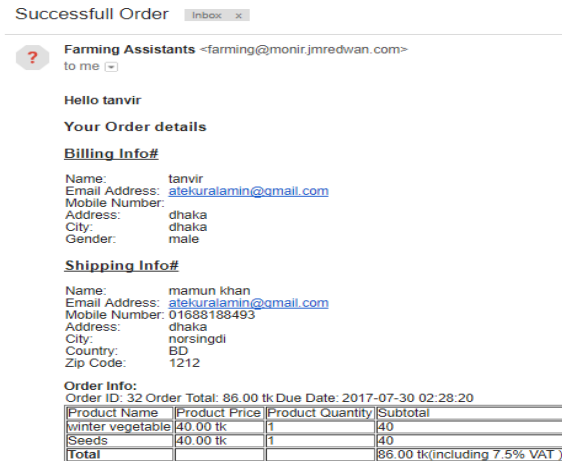 Successfull Order Inbox x
?
Farming Assistants <farming@monir.jmredwan.com>
to me
Hello tanvir
Your Order details
Billing Info#
Name: tanvir
Email Address: atekuralamin@gmail.com
Mobile Number:
Address: dhaka
City: dhaka
Gender: male
Shipping Info#
Name: mamun khan
Email Address: atekuralamin@gmail.com
Mobile Number: 01688188493
Address: dhaka
City: norsingdi
Country: BD
Zip Code: 1212
Order Info:
Order ID: 32 Order Total: 86.00 tk Due Date: 2017-07-30 02:28:20
Product Name Product Price Product Quantity Subtotal
winter vegetable 40.00 tk 1 40
Seeds 40.00 tk 1 40
Total 86.00 tk(including 7.5% VAT )